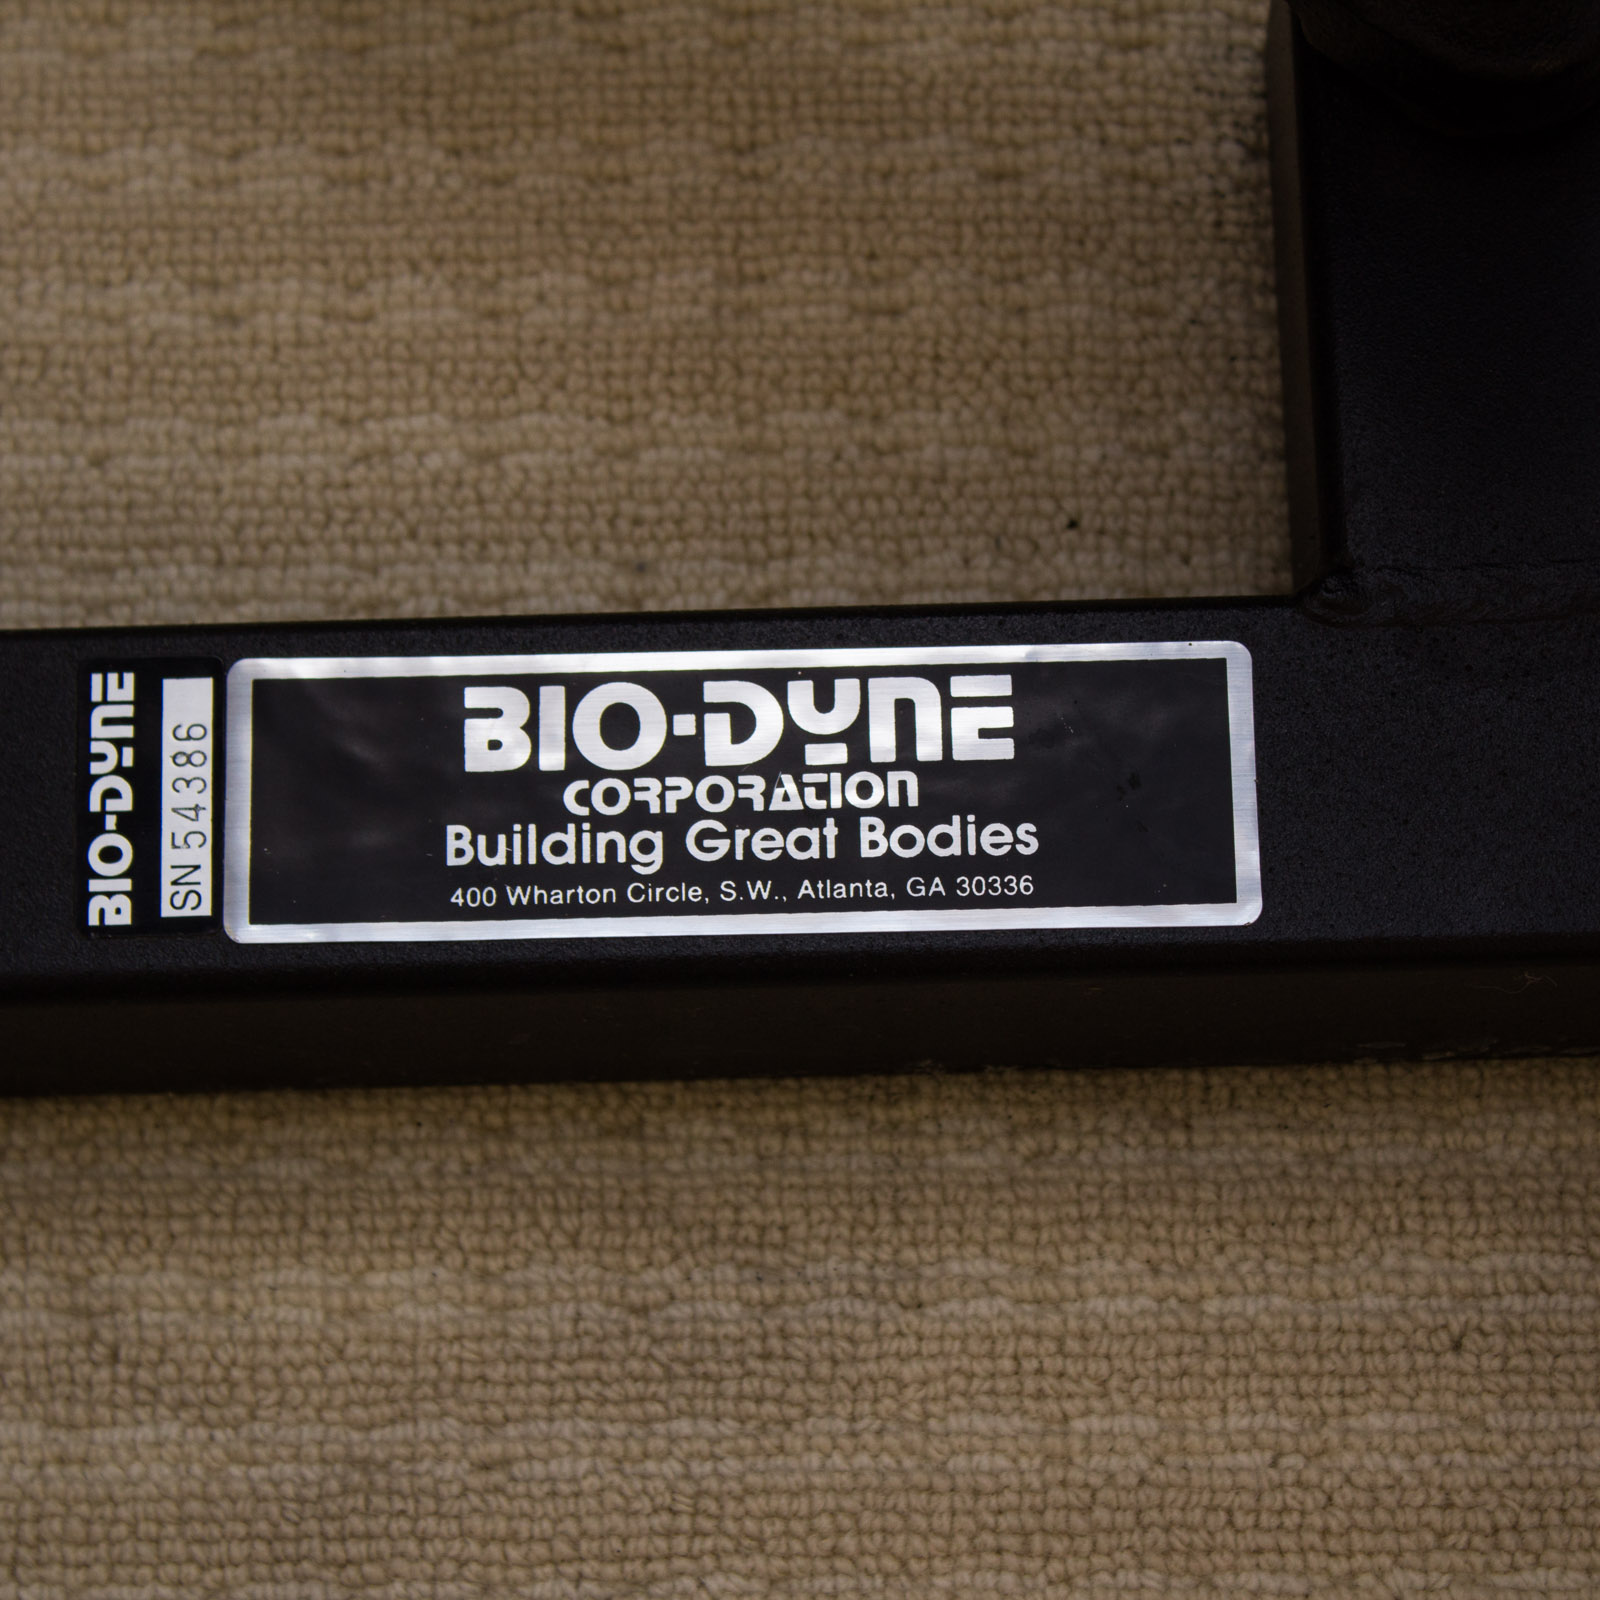 BIO-DYNE
SN 54386
BIO-DYNE
CORPORATION
Building Great Bodies
400 Wharton Circle, S.W., Atlanta, GA 30336